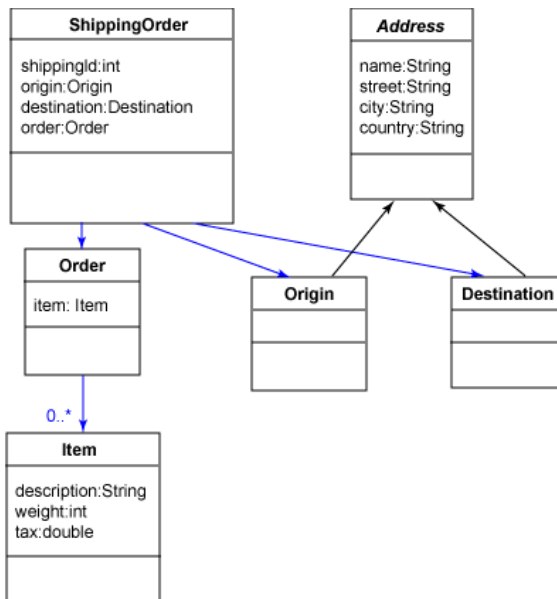 ShippingOrder
shippingId:int
origin:Origin
destination:Destination
order:Order
Address
name:String
street:String
city:String
country:String
Order
item: Item
Origin
Destination
0..*
Item
description:String
weight:int
tax:double